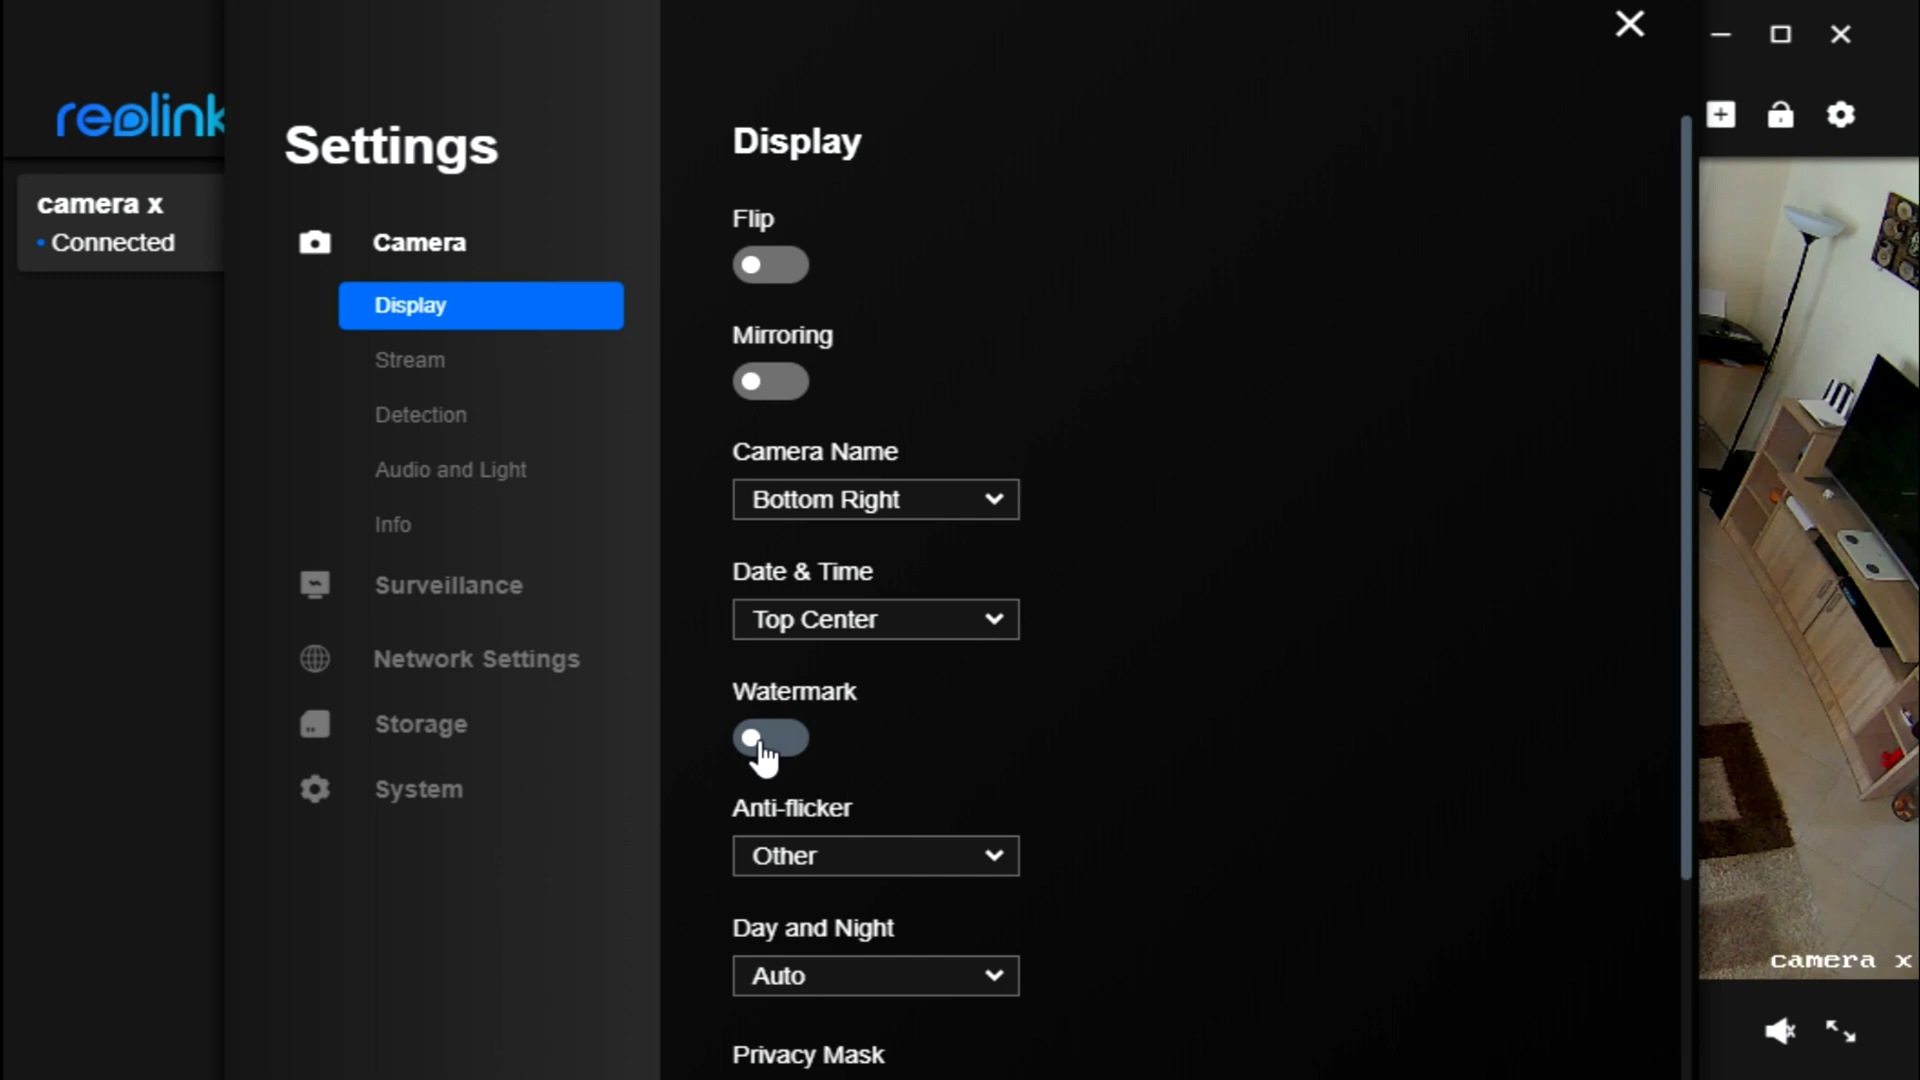 reolink
camera x
Connected
Settings
Camera
Display
Stream
Detection
Audio and Light
Info
Surveillance
Network Settings
Storage
System
Display
Flip
Mirroring
Camera Name
Bottom Right
Date & Time
Top Center
Watermark
Anti-flicker
Other
Day and Night
Auto
Privacy Mask
camera x